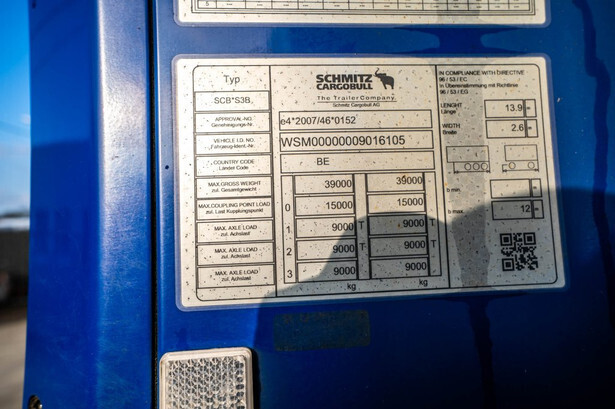 5
Typ
SCB*S3B
APPROVAL-NO.
Genehmigungs-Nr.
VEHICLE I.D. NO.
Fahrzeug-Ident.-Nr.
COUNTRY CODE
Länder Code
MAX.GROSS WEIGHT
zul. Gesamtgewicht
MAX.COUPLING POINT LOAD
zul. Last Kupplungspunkt
MAX. AXLE LOAD
zul. Achslast
MAX. AXLE LOAD
zul. Achslast
MAX. AXLE LOAD
zul. Achslast
SCHMITZ
CARGOBULL
The TrailerCompany.
Schmitz Cargobull AG
e4*2007/46*0152
WSM00000009016105
BE
39000 39000
0 15000 15000
1 9000 T 9000 T
2 9000 T 9000 T
3 9000 9000
kg kg
IN COMPLIANCE WITH DIRECTIVE
96 / 53 / EC
in Übereinstimmung mit Richtlinie
96 / 53 / EG
LENGHT
Länge
13.9 m
WIDTH
Breite
2.6 m
b min
b max
12 m